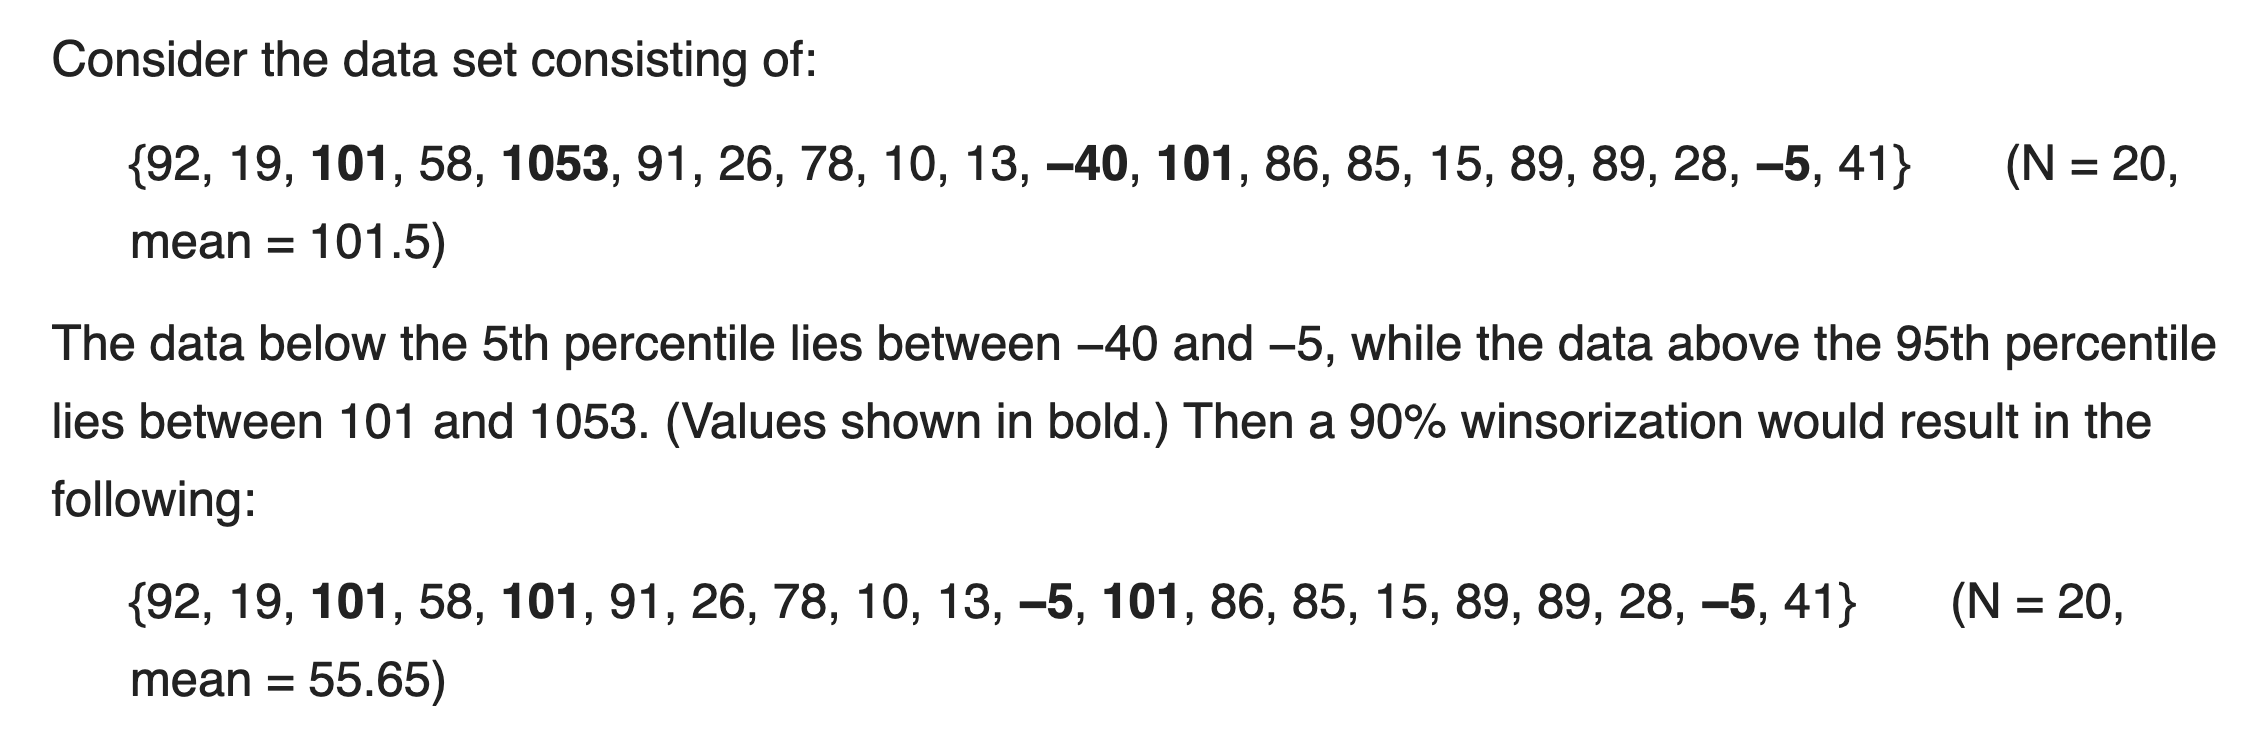 Consider the data set consisting of:
{92, 19, 101, 58, 1053, 91, 26, 78, 10, 13, −40, 101, 86, 85, 15, 89, 89, 28, −5, 41} (N = 20,
mean = 101.5)
The data below the 5th percentile lies between −40 and −5, while the data above the 95th percentile
lies between 101 and 1053. (Values shown in bold.) Then a 90% winsorization would result in the
following:
{92, 19, 101, 58, 101, 91, 26, 78, 10, 13, −5, 101, 86, 85, 15, 89, 89, 28, −5, 41} (N = 20,
mean = 55.65)